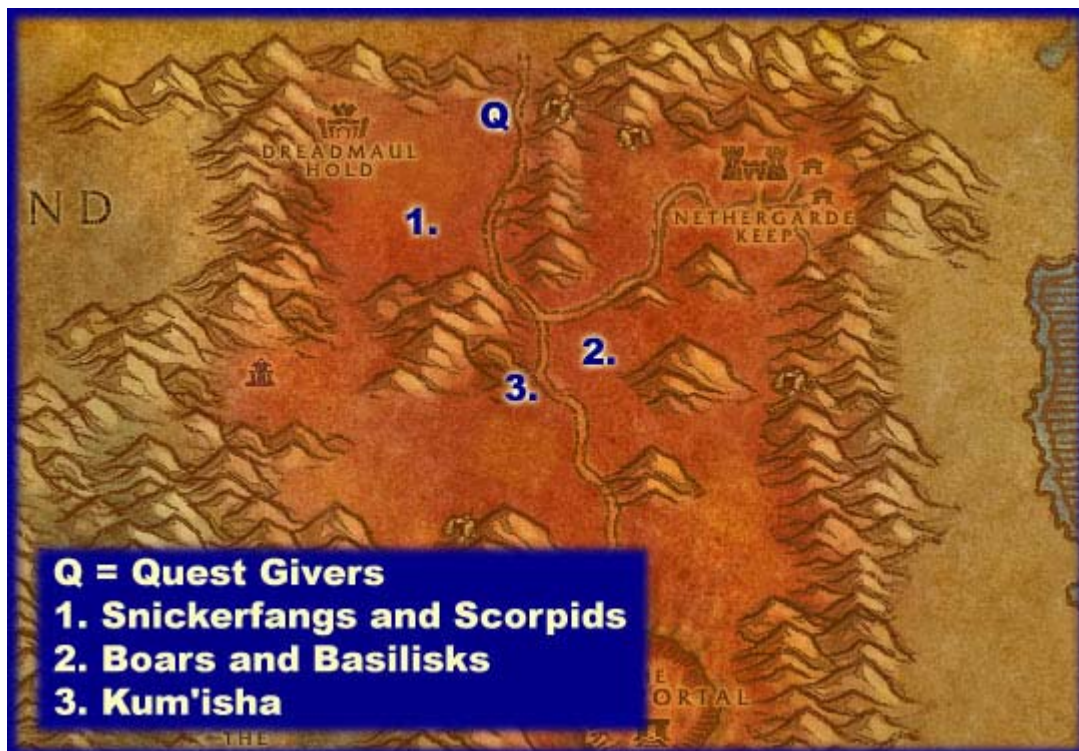 Q
DREADMAUL
HOLD
ND
1.
NETHERGARDE
KEEP
2.
3.
Q = Quest Givers
1. Snickerfangs and Scorpids
2. Boars and Basilisks
3. Kum'isha
THE